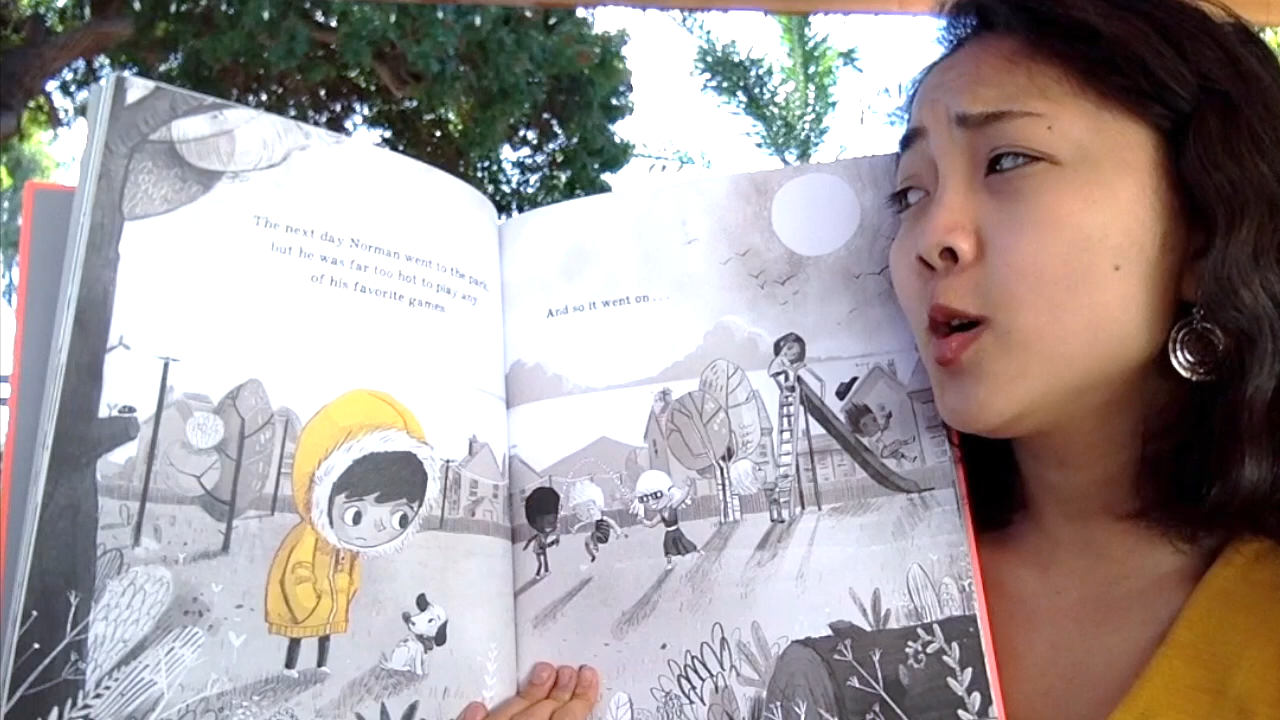 The next day Norman went to the park,
but he was far too hot to play any
of his favorite games
And so it went on . . .